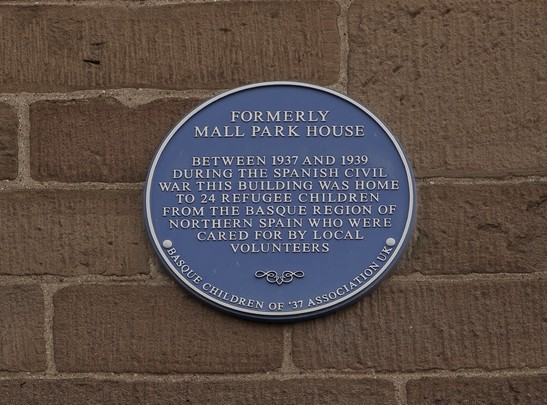 FORMERLY
MALL PARK HOUSE
BETWEEN 1937 AND 1939
DURING THE SPANISH CIVIL
WAR THIS BUILDING WAS HOME
TO 24 REFUGEE CHILDREN
FROM THE BASQUE REGION OF
NORTHERN SPAIN WHO WERE
CARED FOR BY LOCAL
VOLUNTEERS
BASQUE CHILDREN OF '37 ASSOCIATION UK